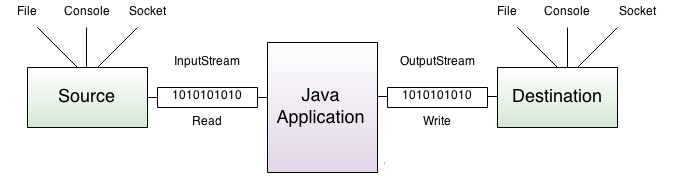 File Console Socket
File Console Socket
InputStream
OutputStream
Source
1010101010
Java
Application
1010101010
Destination
Read
Write